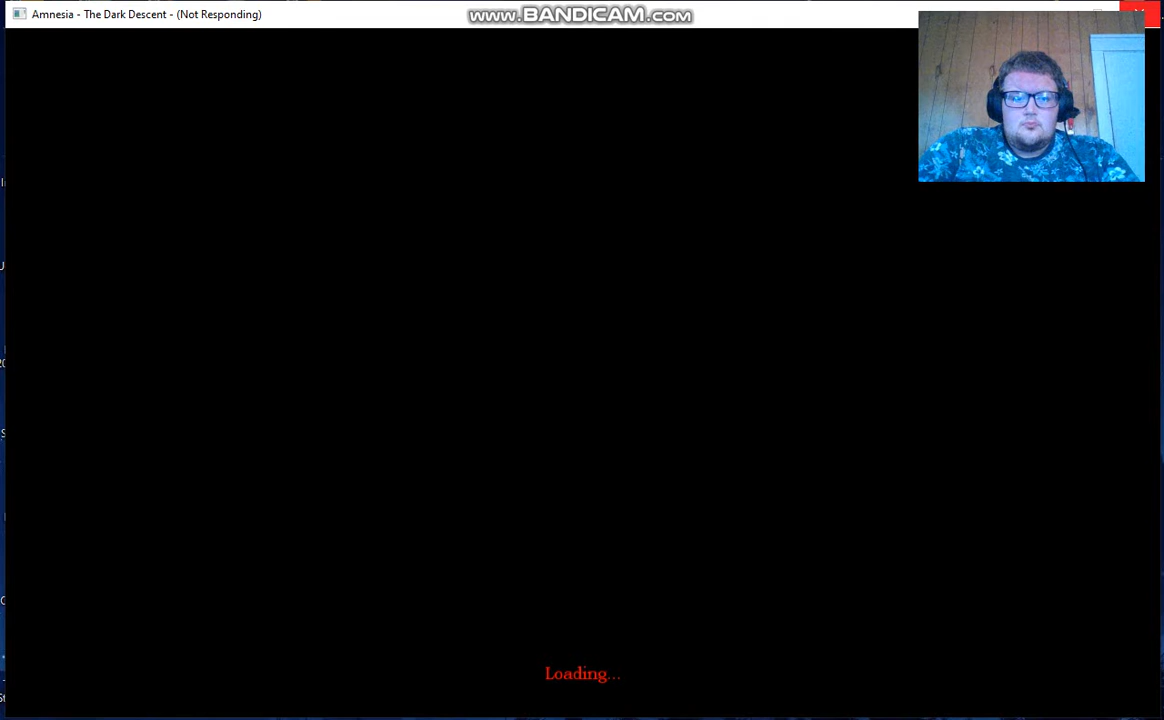 Amnesia - The Dark Descent - (Not Responding)
www.BANDICAM.com
Loading...